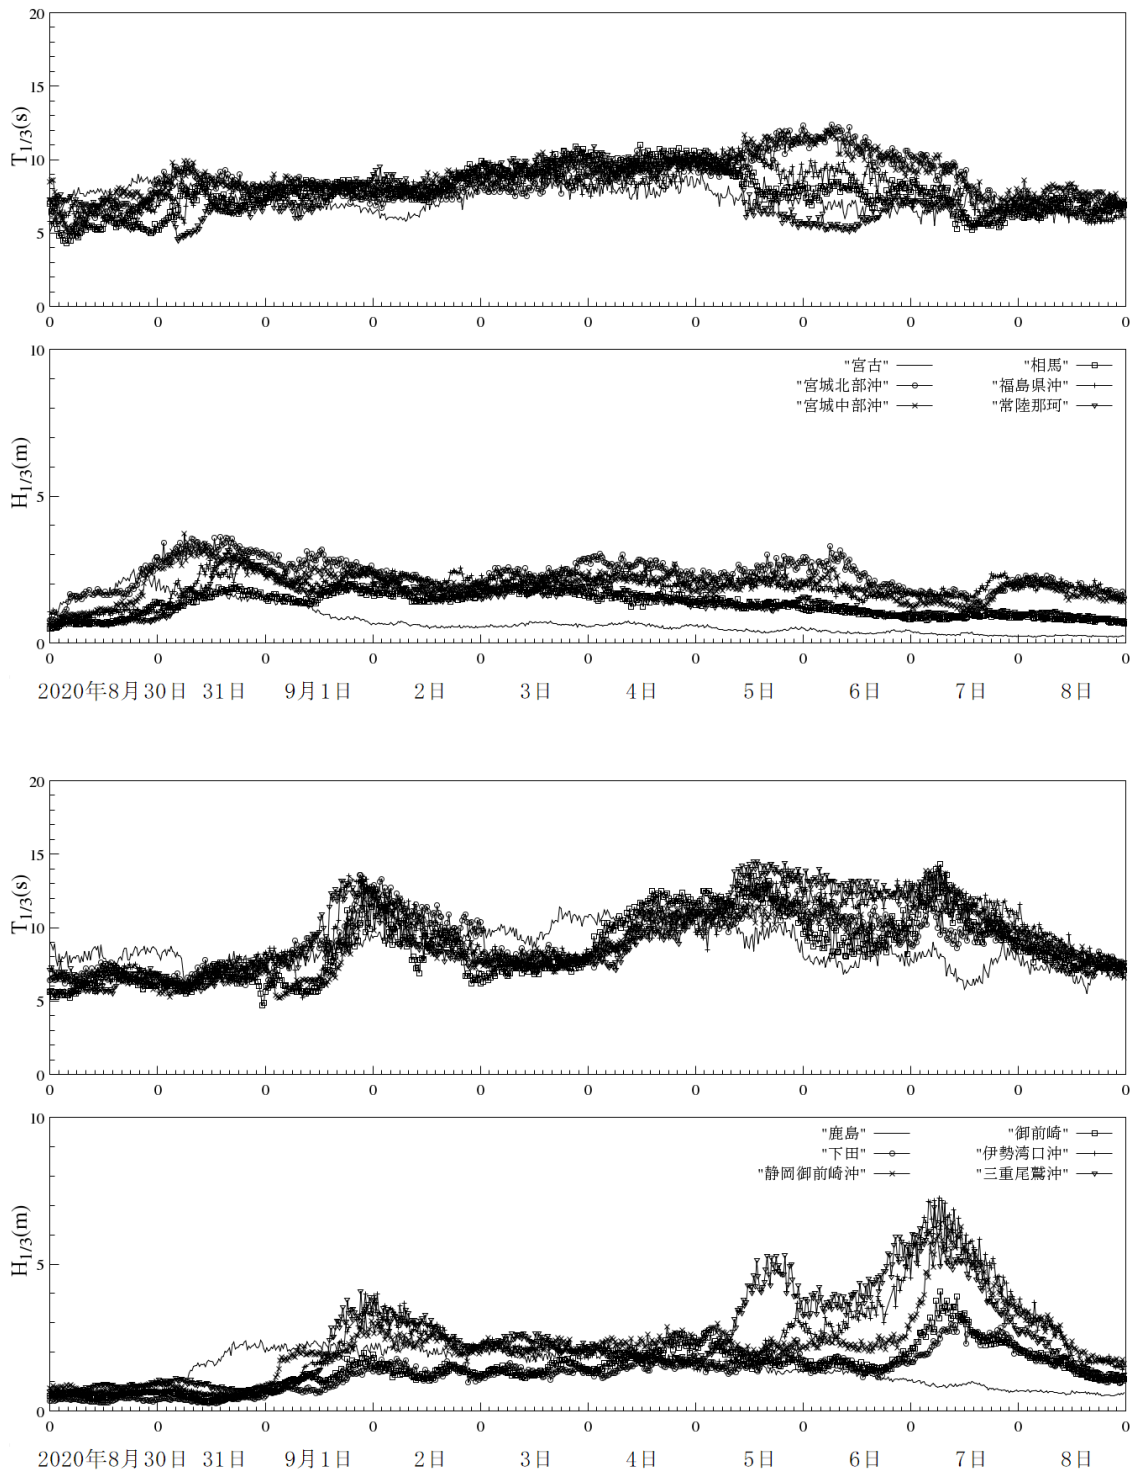 20
15
10
5
0
T1/3(s)
0 0 0 0 0 0 0 0 0 0 0
10
5
0
H1/3(m)
"宮古" "相馬"
"宮城北部沖" "福島県沖"
"宮城中部沖" "常陸那珂"
0 0 0 0 0 0 0 0 0 0 0
2020年8月30日 31日 9月1日 2日 3日 4日 5日 6日 7日 8日
20
15
10
5
0
T1/3(s)
0 0 0 0 0 0 0 0 0 0 0
10
5
0
H1/3(m)
"鹿島" "御前崎"
"下田" "伊勢湾口沖"
"静岡御前崎沖" "三重尾鷲沖"
0 0 0 0 0 0 0 0 0 0 0
2020年8月30日 31日 9月1日 2日 3日 4日 5日 6日 7日 8日